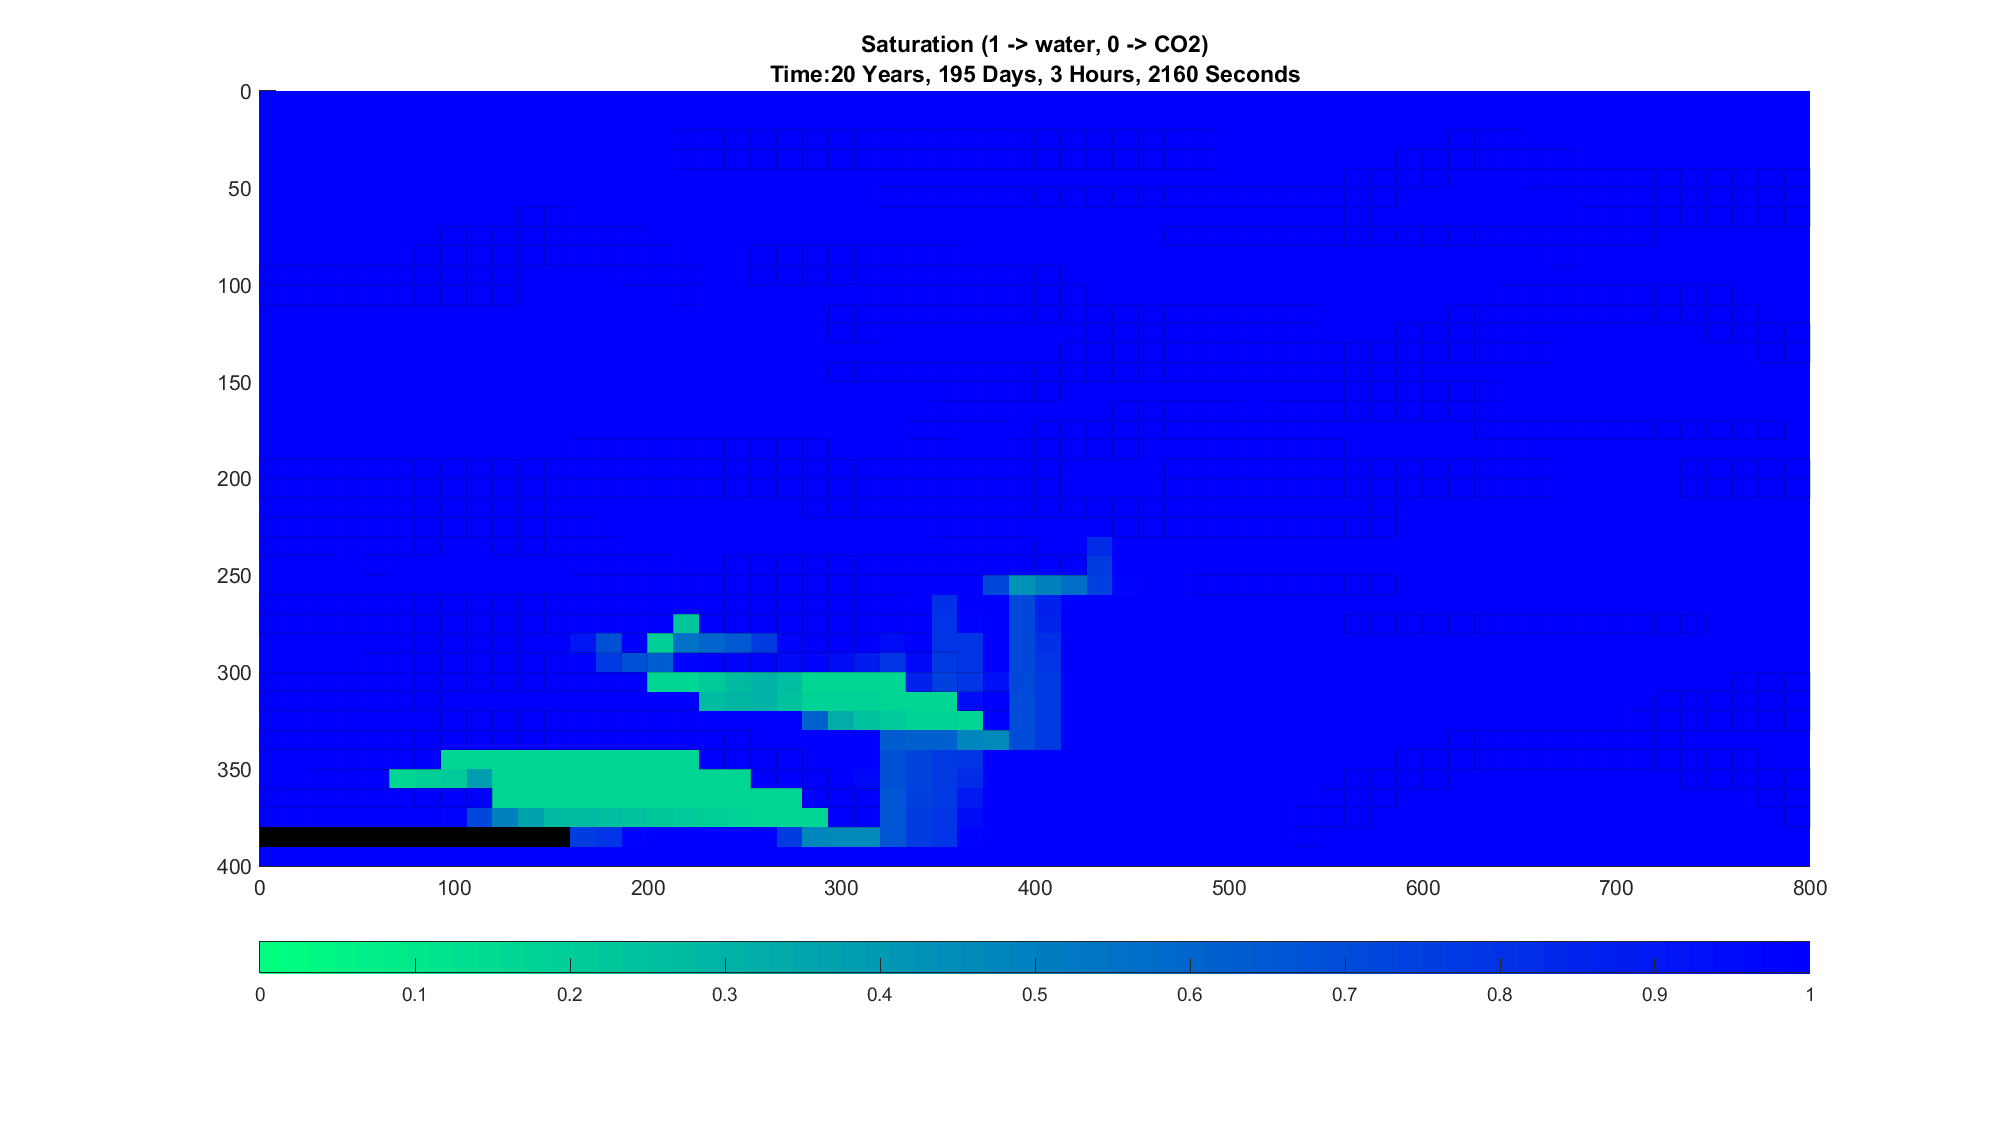 Saturation (1 -> water, 0 -> CO2)
Time:20 Years, 195 Days, 3 Hours, 2160 Seconds
0
50
100
150
200
250
300
350
400
0 100 200 300 400 500 600 700 800
0 0.1 0.2 0.3 0.4 0.5 0.6 0.7 0.8 0.9 1